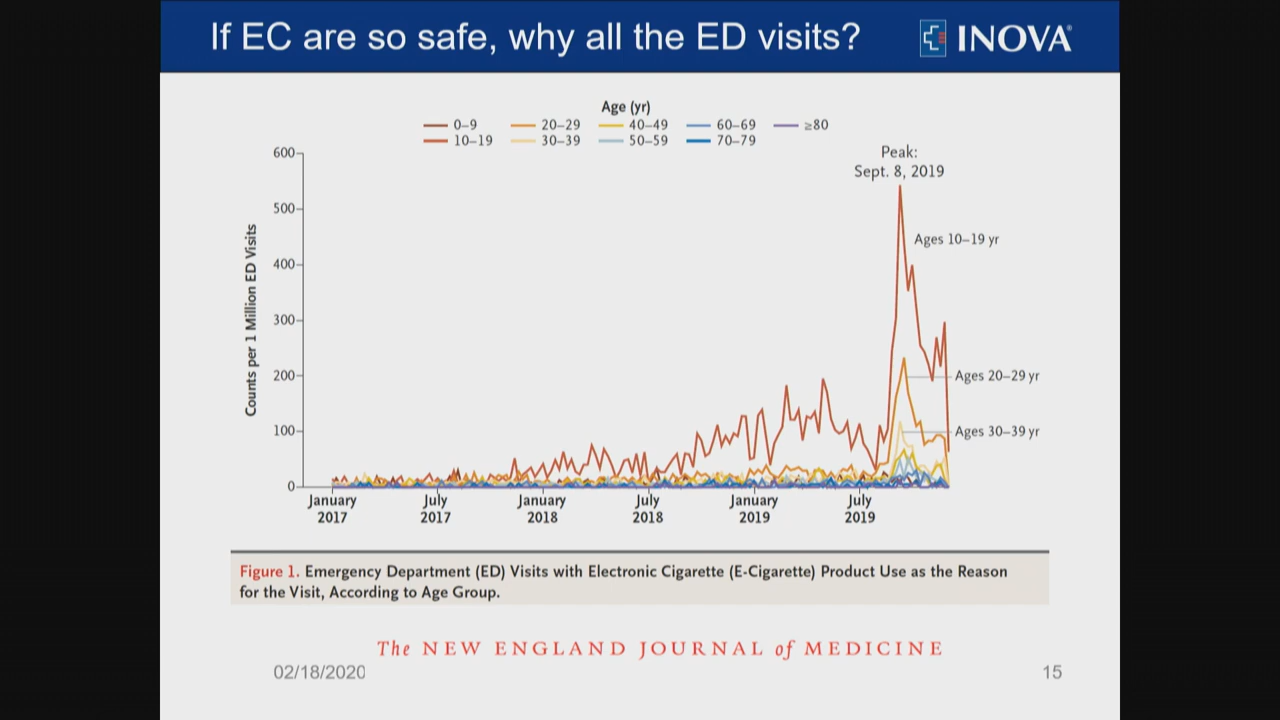 If EC are so safe, why all the ED visits?
INOVA®
Age (yr)
0–9
20–29
40–49
60–69
≥80
10–19
30–39
50–59
70–79
Peak:
Sept. 8, 2019
Counts per 1 Million ED Visits
600
500
400
300
200
100
0
Ages 10–19 yr
Ages 20–29 yr
Ages 30–39 yr
January
2017
July
2017
January
2018
July
2018
January
2019
July
2019
Figure 1. Emergency Department (ED) Visits with Electronic Cigarette (E-Cigarette) Product Use as the Reason
for the Visit, According to Age Group.
The NEW ENGLAND JOURNAL of MEDICINE
02/18/2020
15